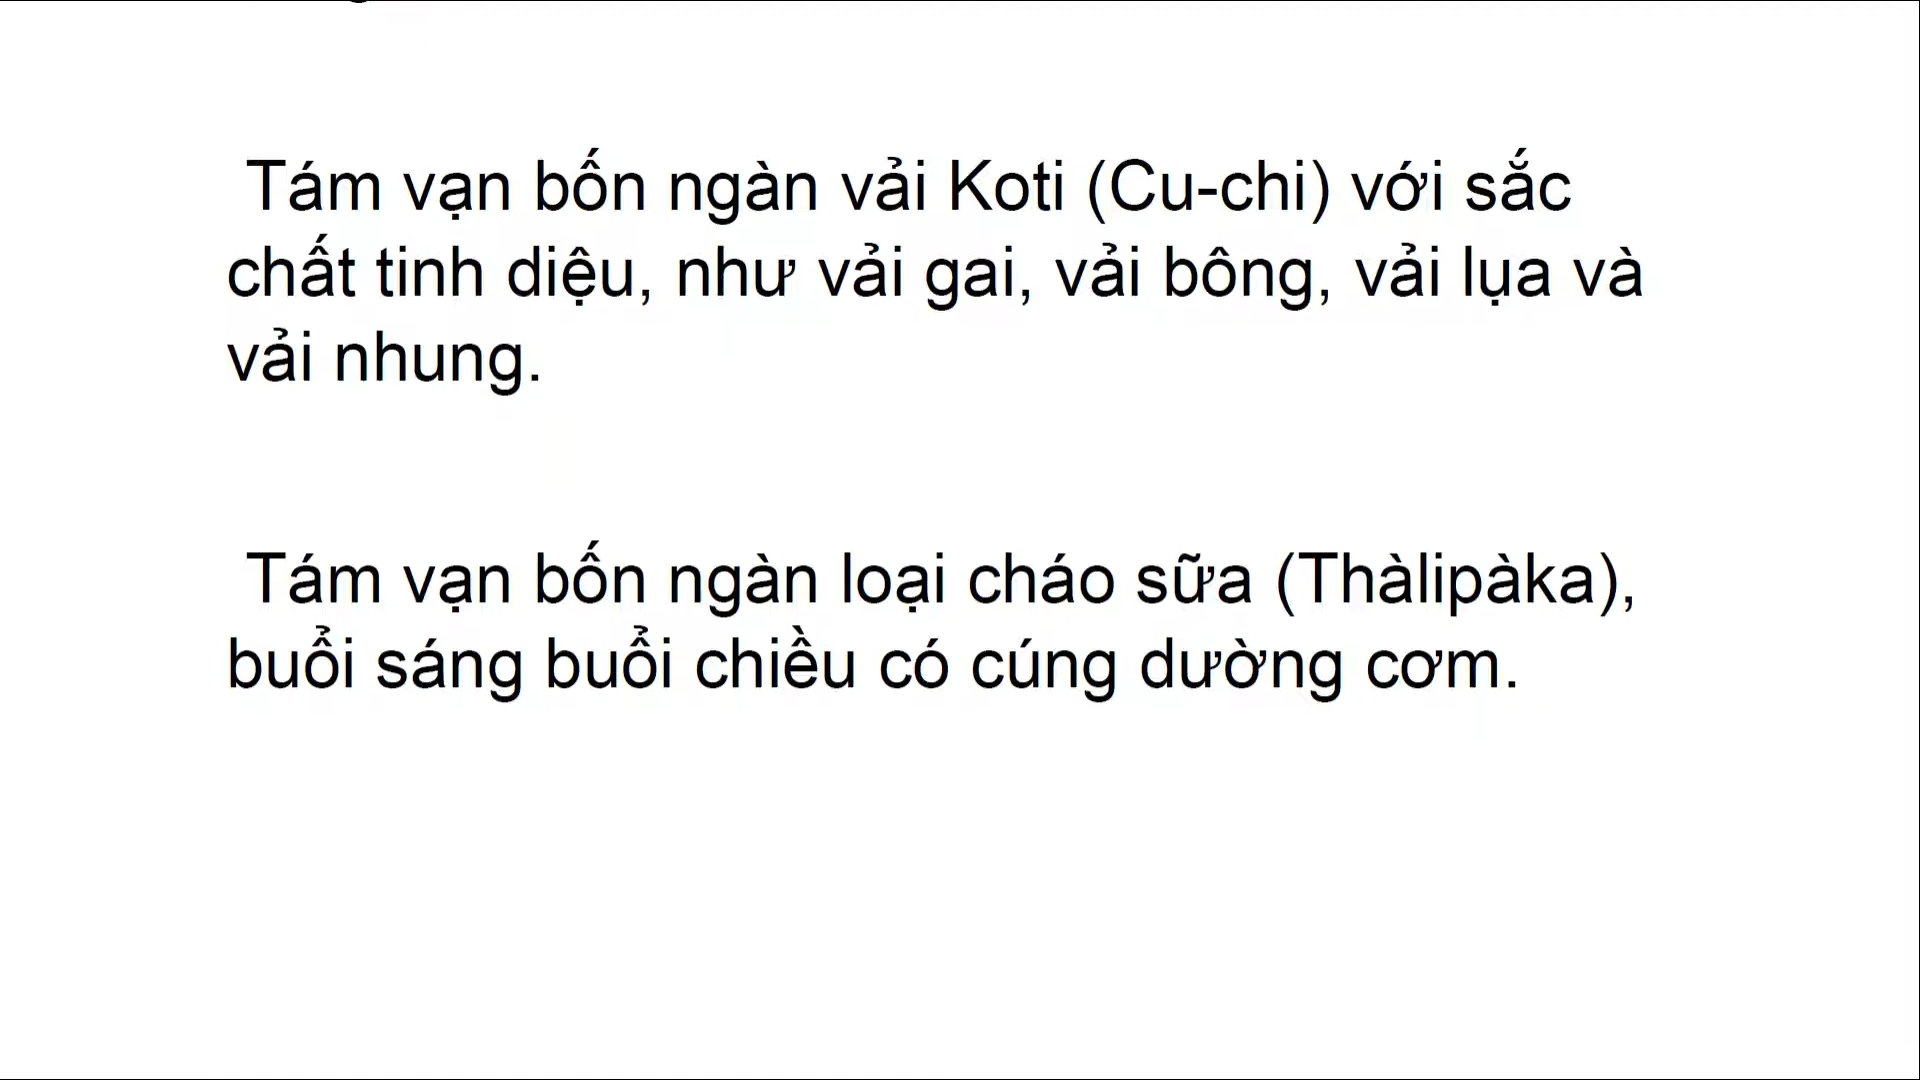 Tám vạn bốn ngàn vải Koti (Cu-chi) với sắc
chất tinh diệu, như vải gai, vải bông, vải lụa và
vải nhung.
Tám vạn bốn ngàn loại cháo sữa (Thàlipàka),
buổi sáng buổi chiều có cúng dường cơm.